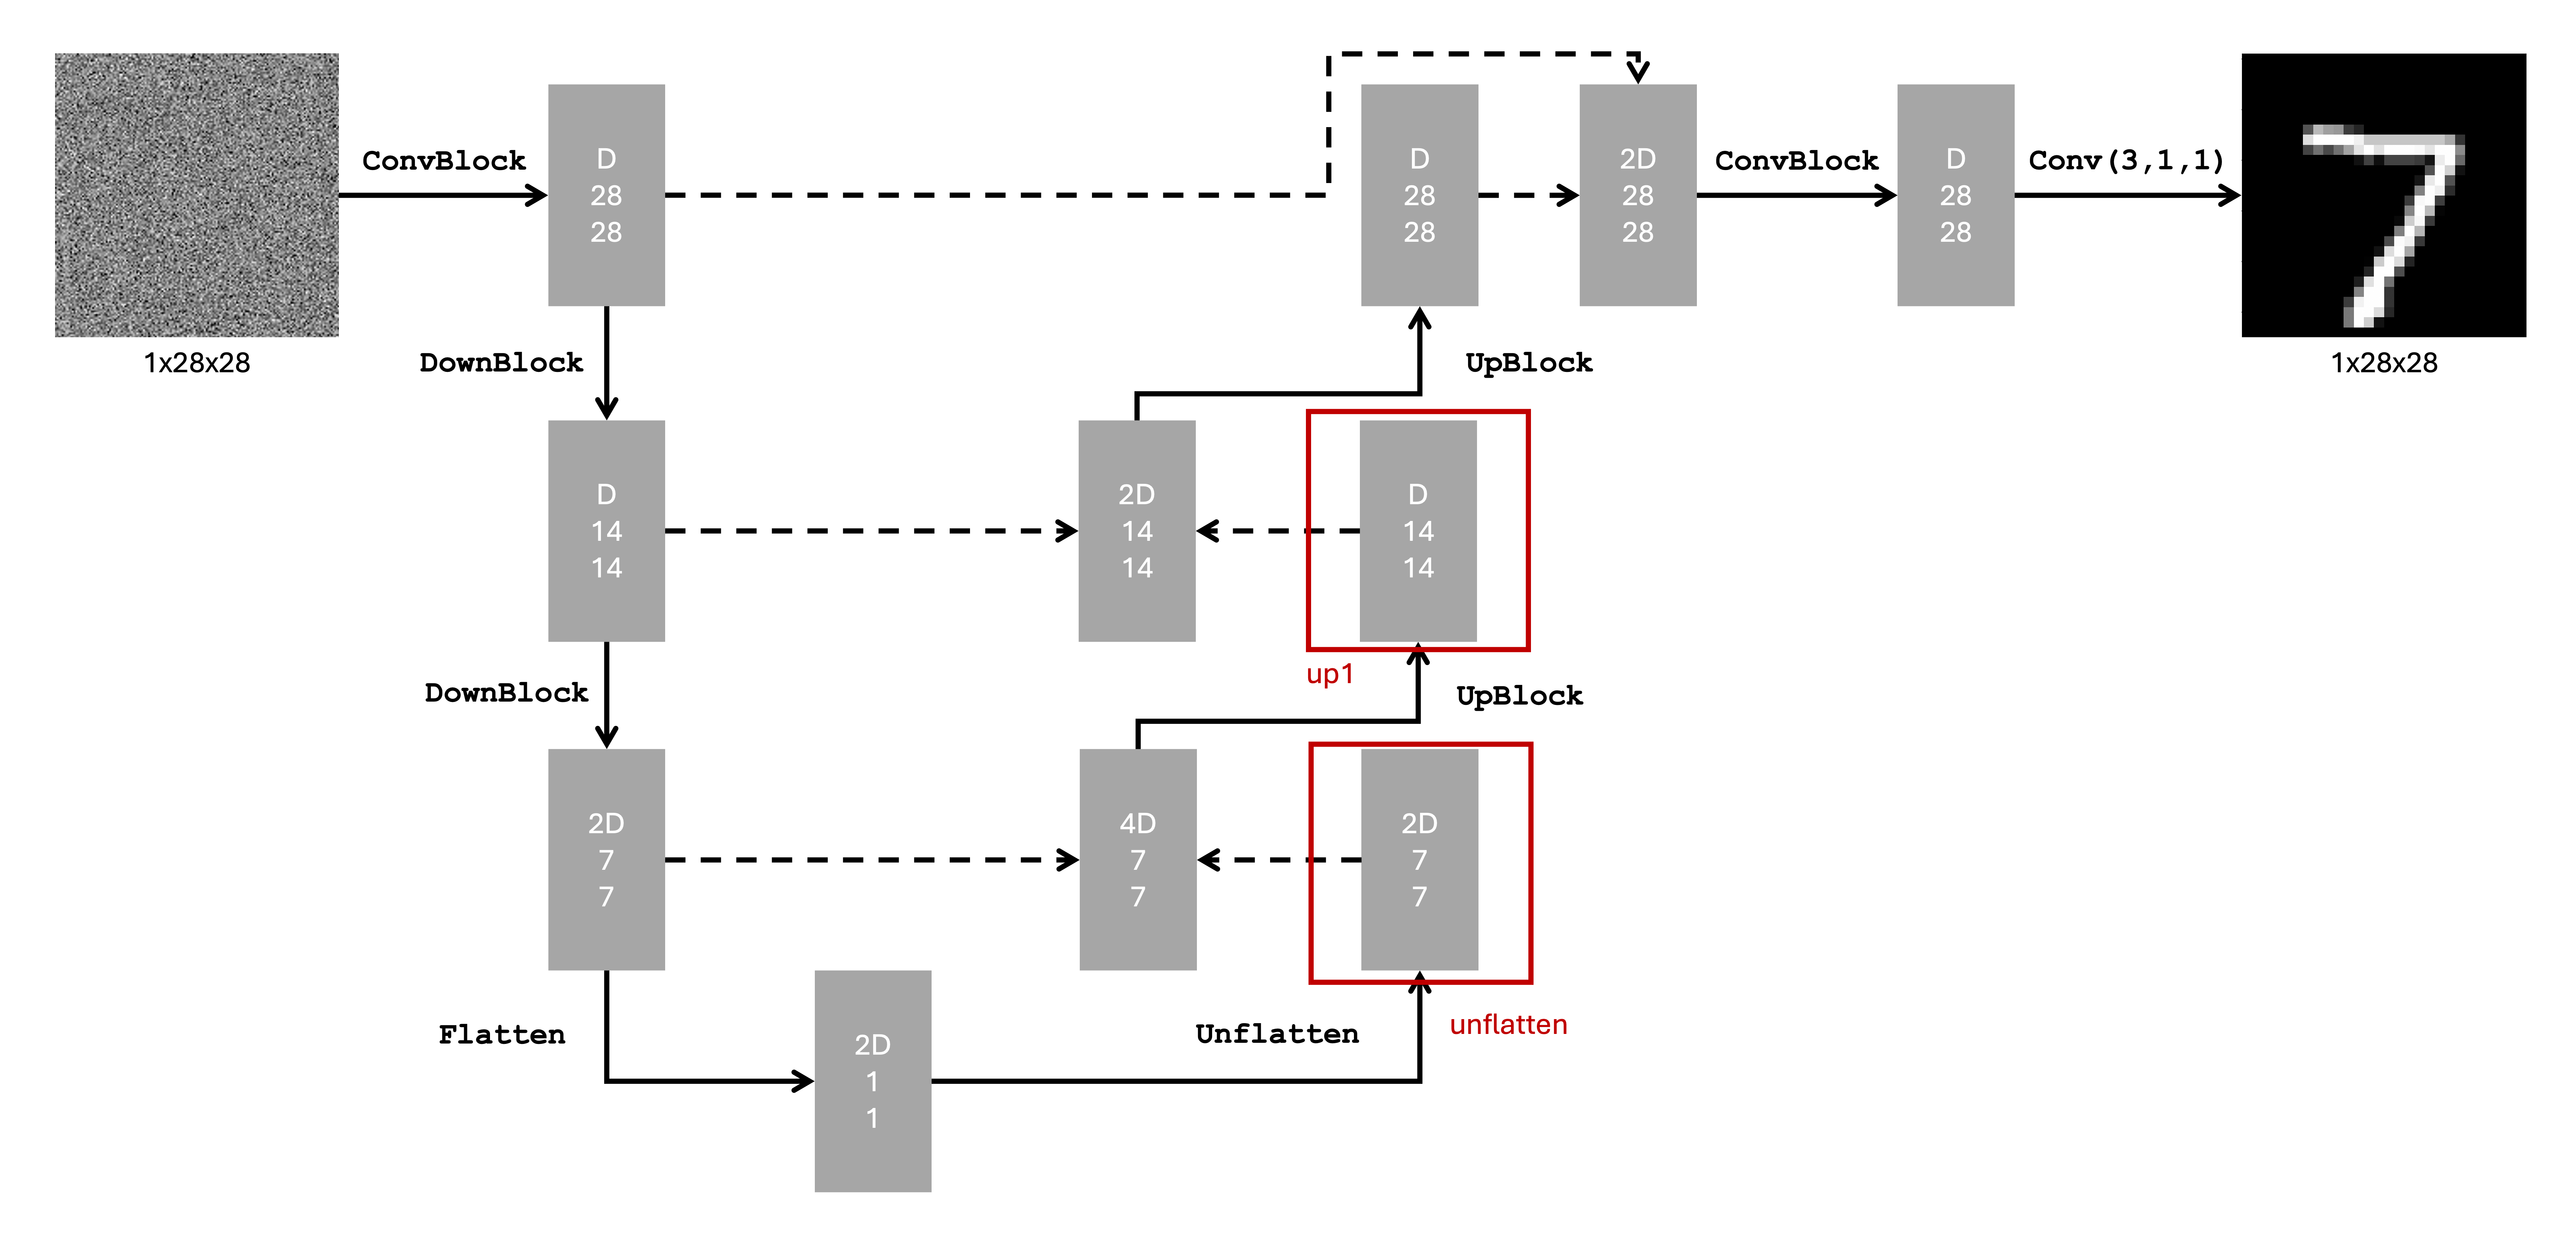 ConvBlock
D
28
28
D
28
28
2D
28
28
ConvBlock
D
28
28
Conv(3,1,1)
1x28x28
DownBlock
UpBlock
1x28x28
D
14
14
2D
14
14
D
14
14
up1
DownBlock
UpBlock
2D
7
7
4D
7
7
2D
7
7
Flatten
2D
1
1
Unflatten
unflatten